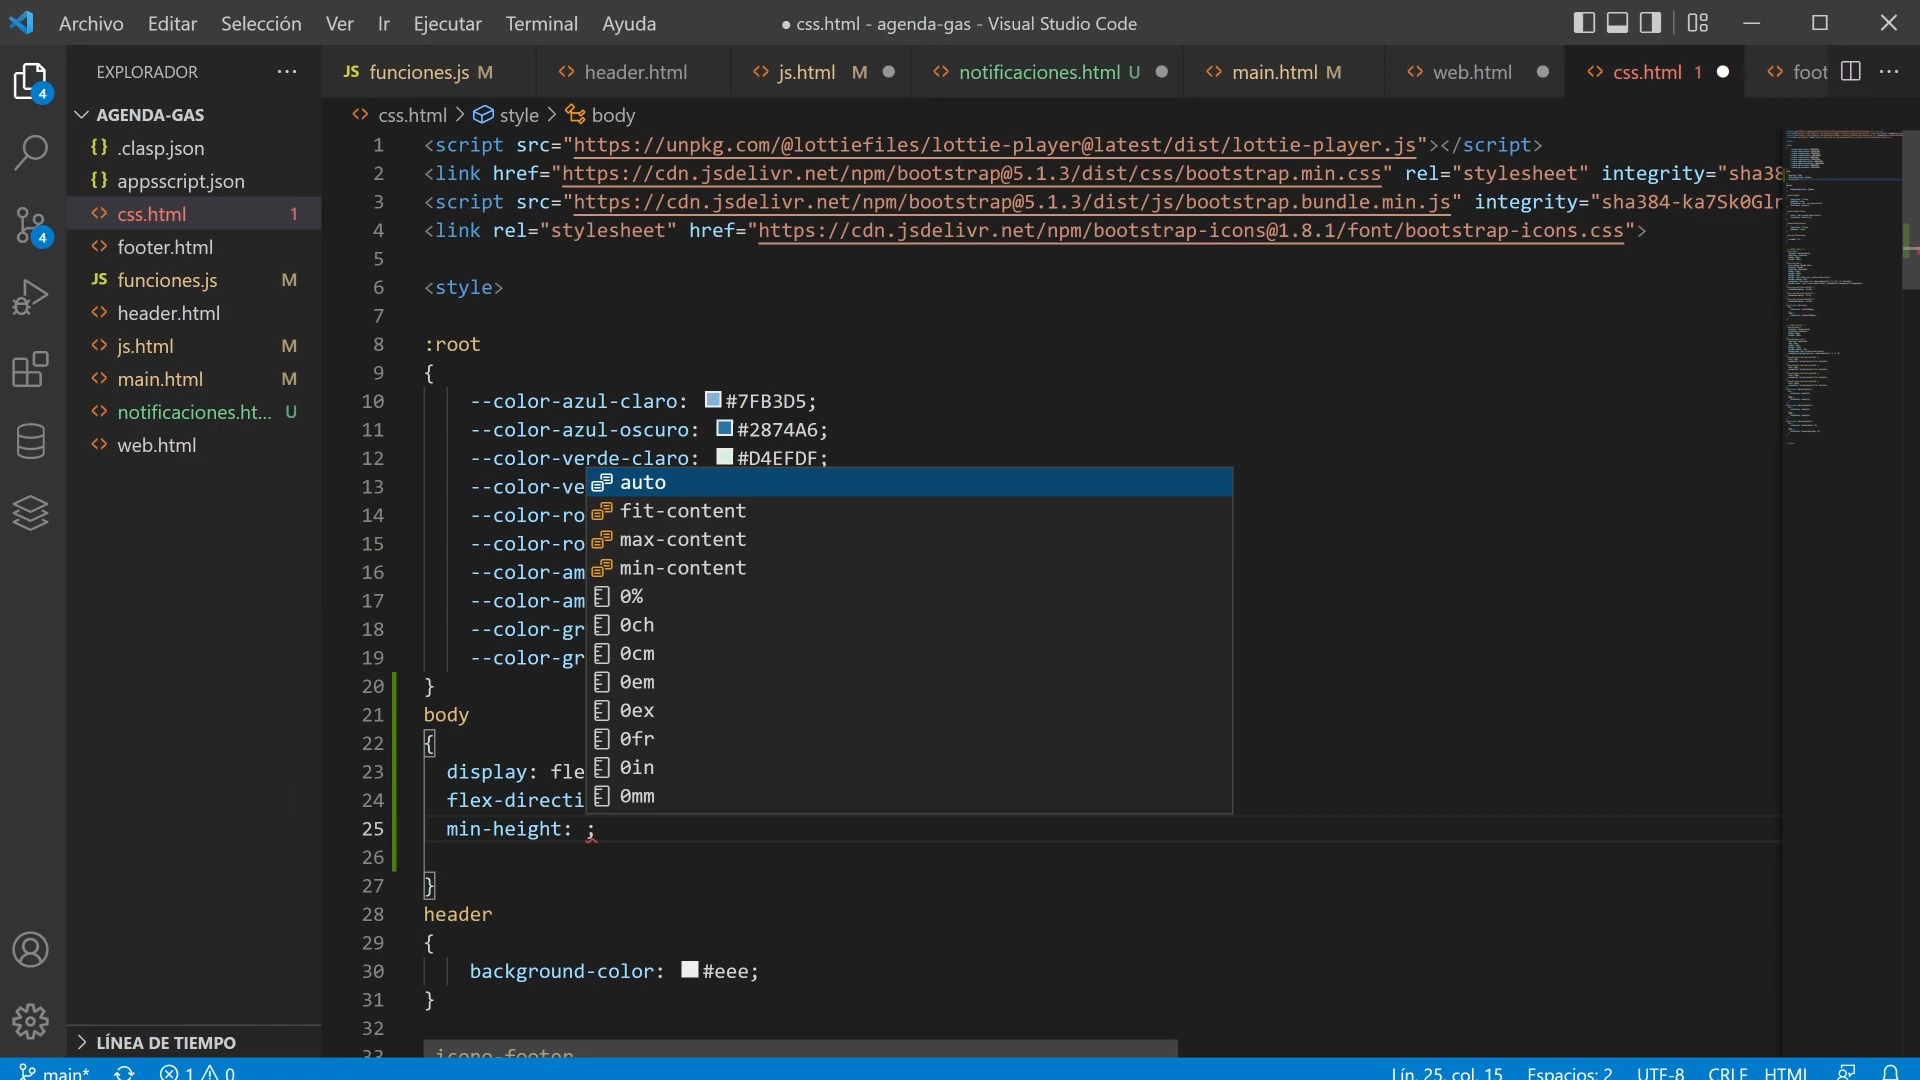 Archivo Editar Selección Ver Ir Ejecutar Terminal Ayuda ● css.html - agenda-gas - Visual Studio Code
EXPLORADOR ...
JS funciones.js M <> header.html <> js.html M <> notificaciones.html U <> main.html M <> web.html <> css.html 1 <> foot ...
4
AGENDA-GAS
{} .clasp.json
{} appsscript.json
<> css.html 1
4
<> footer.html
JS funciones.js M
<> header.html
<> js.html M
<> main.html M
<> notificaciones.ht... U
<> web.html
LÍNEA DE TIEMPO
<> css.html > style > body
1 <script src="https://unpkg.com/@lottiefiles/lottie-player@latest/dist/lottie-player.js"></script>
2 <link href="https://cdn.jsdelivr.net/npm/bootstrap@5.1.3/dist/css/bootstrap.min.css" rel="stylesheet" integrity="sha38
3 <script src="https://cdn.jsdelivr.net/npm/bootstrap@5.1.3/dist/js/bootstrap.bundle.min.js" integrity="sha384-ka7Sk0Gln
4 <link rel="stylesheet" href="https://cdn.jsdelivr.net/npm/bootstrap-icons@1.8.1/font/bootstrap-icons.css">
5
6 <style>
7
8 :root
9 {
10 --color-azul-claro: #7FB3D5;
11 --color-azul-oscuro: #2874A6;
12 --color-verde-claro: #D4EFDF;
13 --color-ve
14 --color-ro
15 --color-ro
16 --color-am
17 --color-am
18 --color-gr
19 --color-gr
20 }
21 body
22 {
23 display: fle
24 flex-directi
25 min-height: ;
26
27 }
28 header
29 {
30 background-color: #eee;
31 }
32
33 icono-footer
auto
fit-content
max-content
min-content
0%
0ch
0cm
0em
0ex
0fr
0in
0mm
main* 1 0 Lín. 25, col. 15 Espacios: 2 UTF-8 CRLF HTML